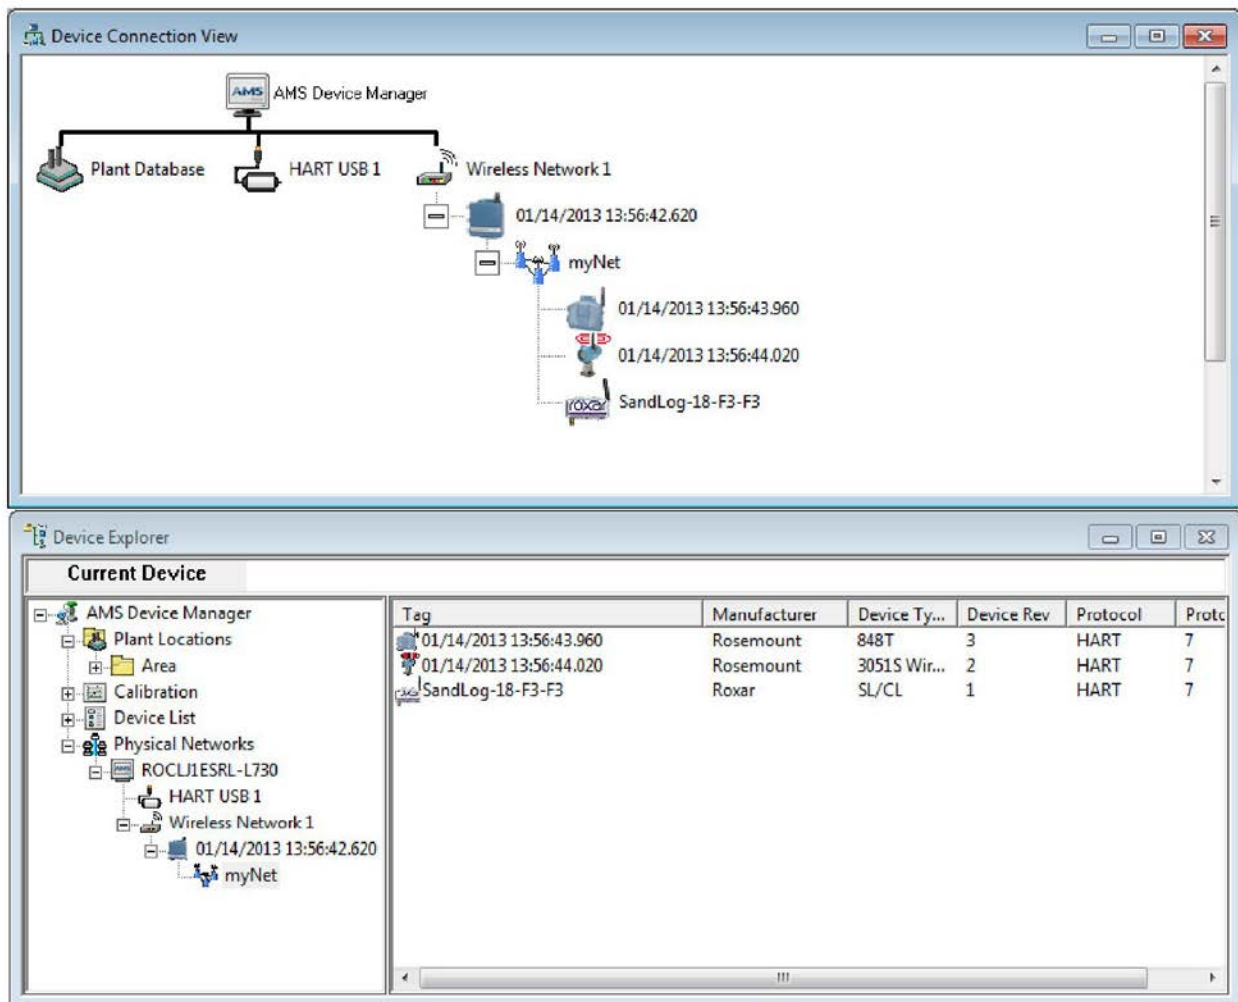 Device Connection View
AMS
AMS Device Manager
Plant Database
HART USB 1
Wireless Network 1
01/14/2013 13:56:42.620
myNet
01/14/2013 13:56:43.960
01/14/2013 13:56:44.020
roxar
SandLog-18-F3-F3
Device Explorer
Current Device
AMS Device Manager
Plant Locations
Area
Calibration
Device List
Physical Networks
ROCLJ1ESRL-L730
HART USB 1
Wireless Network 1
01/14/2013 13:56:42.620
myNet
Tag Manufacturer Device Ty... Device Rev Protocol Protc
01/14/2013 13:56:43.960 Rosemount 848T 3 HART 7
01/14/2013 13:56:44.020 Rosemount 3051S Wir... 2 HART 7
SandLog-18-F3-F3 Roxar SL/CL 1 HART 7